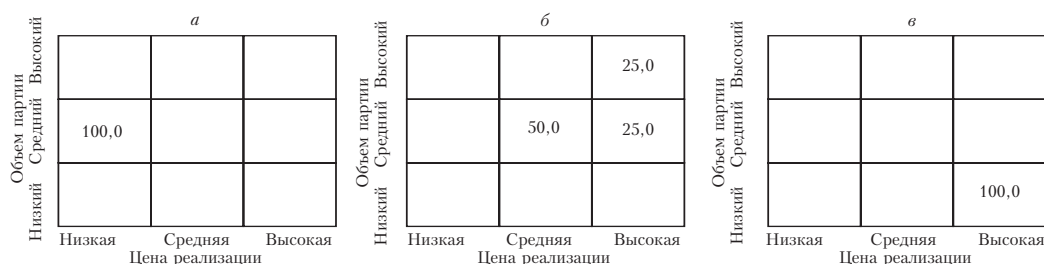 а
Объем партии
Высокий
Средний
Низкий
100,0
Низкая Средняя Высокая
Цена реализации
б
Объем партии
Высокий
Средний
Низкий
25,0
50,0 25,0
Низкая Средняя Высокая
Цена реализации
в
Объем партии
Высокий
Средний
Низкий
100,0
Низкая Средняя Высокая
Цена реализации